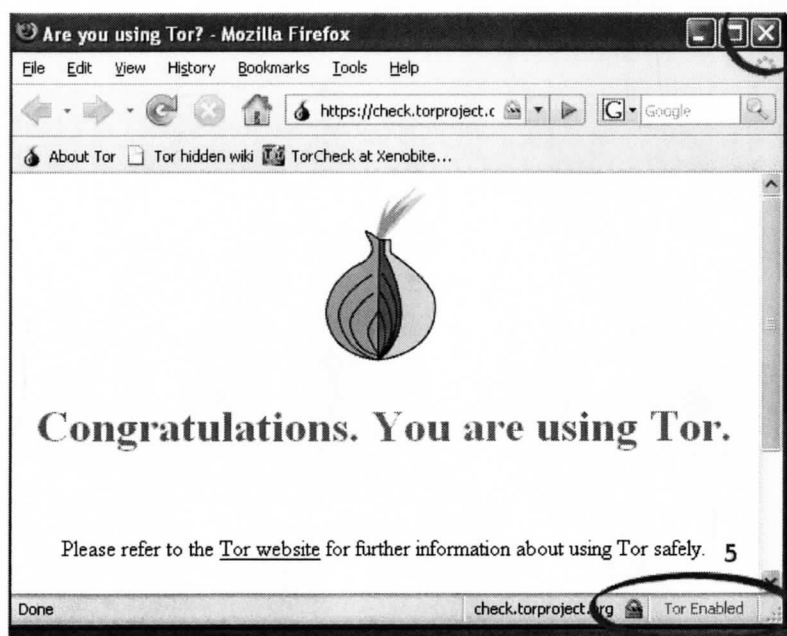 Are you using Tor? - Mozilla Firefox
File Edit View History Bookmarks Tools Help
https://check.torproject.c G Google
About Tor Tor hidden wiki TorCheck at Xenobite...
Congratulations. You are using Tor.
Please refer to the Tor website for further information about using Tor safely. 5
Done check.torproject.org Tor Enabled